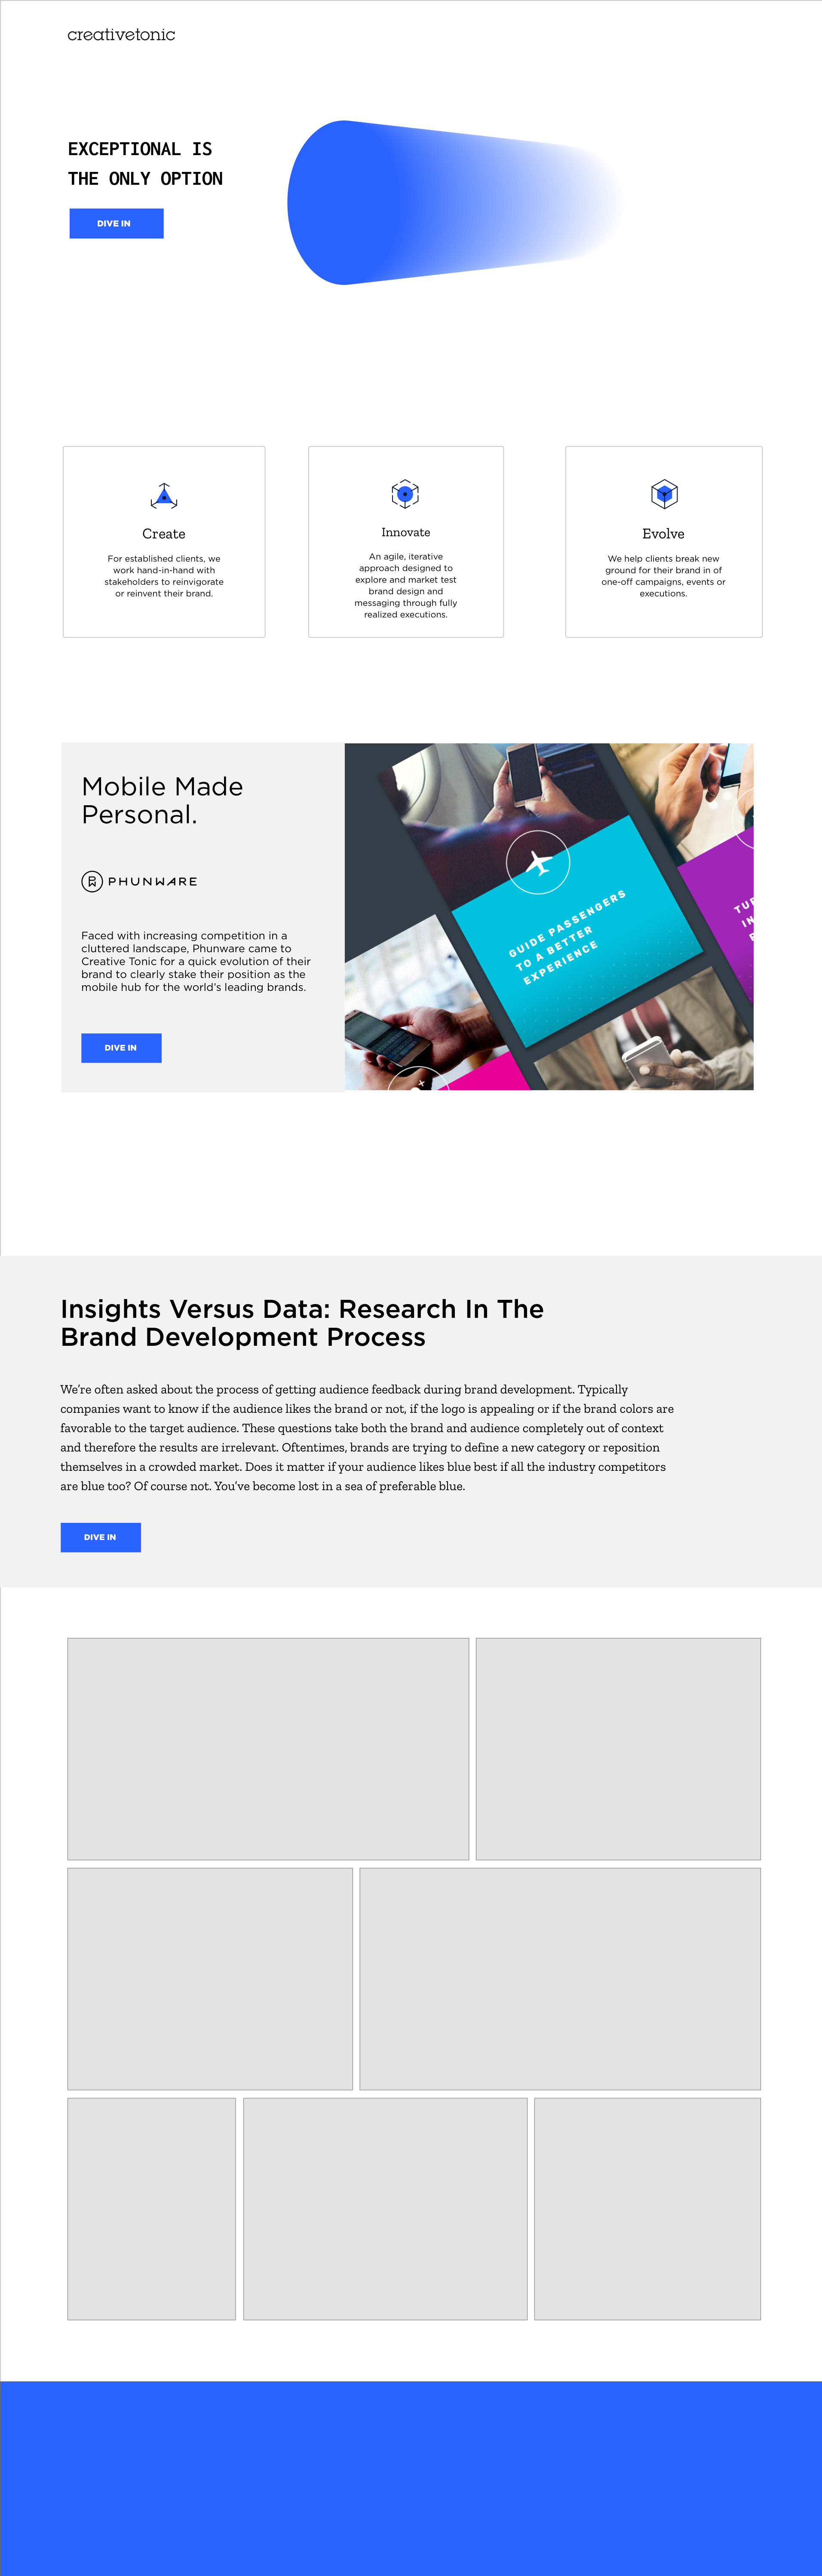 creativetonic
EXCEPTIONAL IS
THE ONLY OPTION
DIVE IN
Create
For established clients, we
work hand-in-hand with
stakeholders to reinvigorate
or reinvent their brand.
Innovate
An agile, iterative
approach designed to
explore and market test
brand design and
messaging through fully
realized executions.
Evolve
We help clients break new
ground for their brand in of
one-off campaigns, events or
executions.
Mobile Made
Personal.
PHUNWARE
Faced with increasing competition in a
cluttered landscape, Phunware came to
Creative Tonic for a quick evolution of their
brand to clearly stake their position as the
mobile hub for the world’s leading brands.
DIVE IN
GUIDE PASSENGERS
TO A BETTER
EXPERIENCE
Insights Versus Data: Research In The
Brand Development Process
We’re often asked about the process of getting audience feedback during brand development. Typically
companies want to know if the audience likes the brand or not, if the logo is appealing or if the brand colors are
favorable to the target audience. These questions take both the brand and audience completely out of context
and therefore the results are irrelevant. Oftentimes, brands are trying to define a new category or reposition
themselves in a crowded market. Does it matter if your audience likes blue best if all the industry competitors
are blue too? Of course not. You’ve become lost in a sea of preferable blue.
DIVE IN